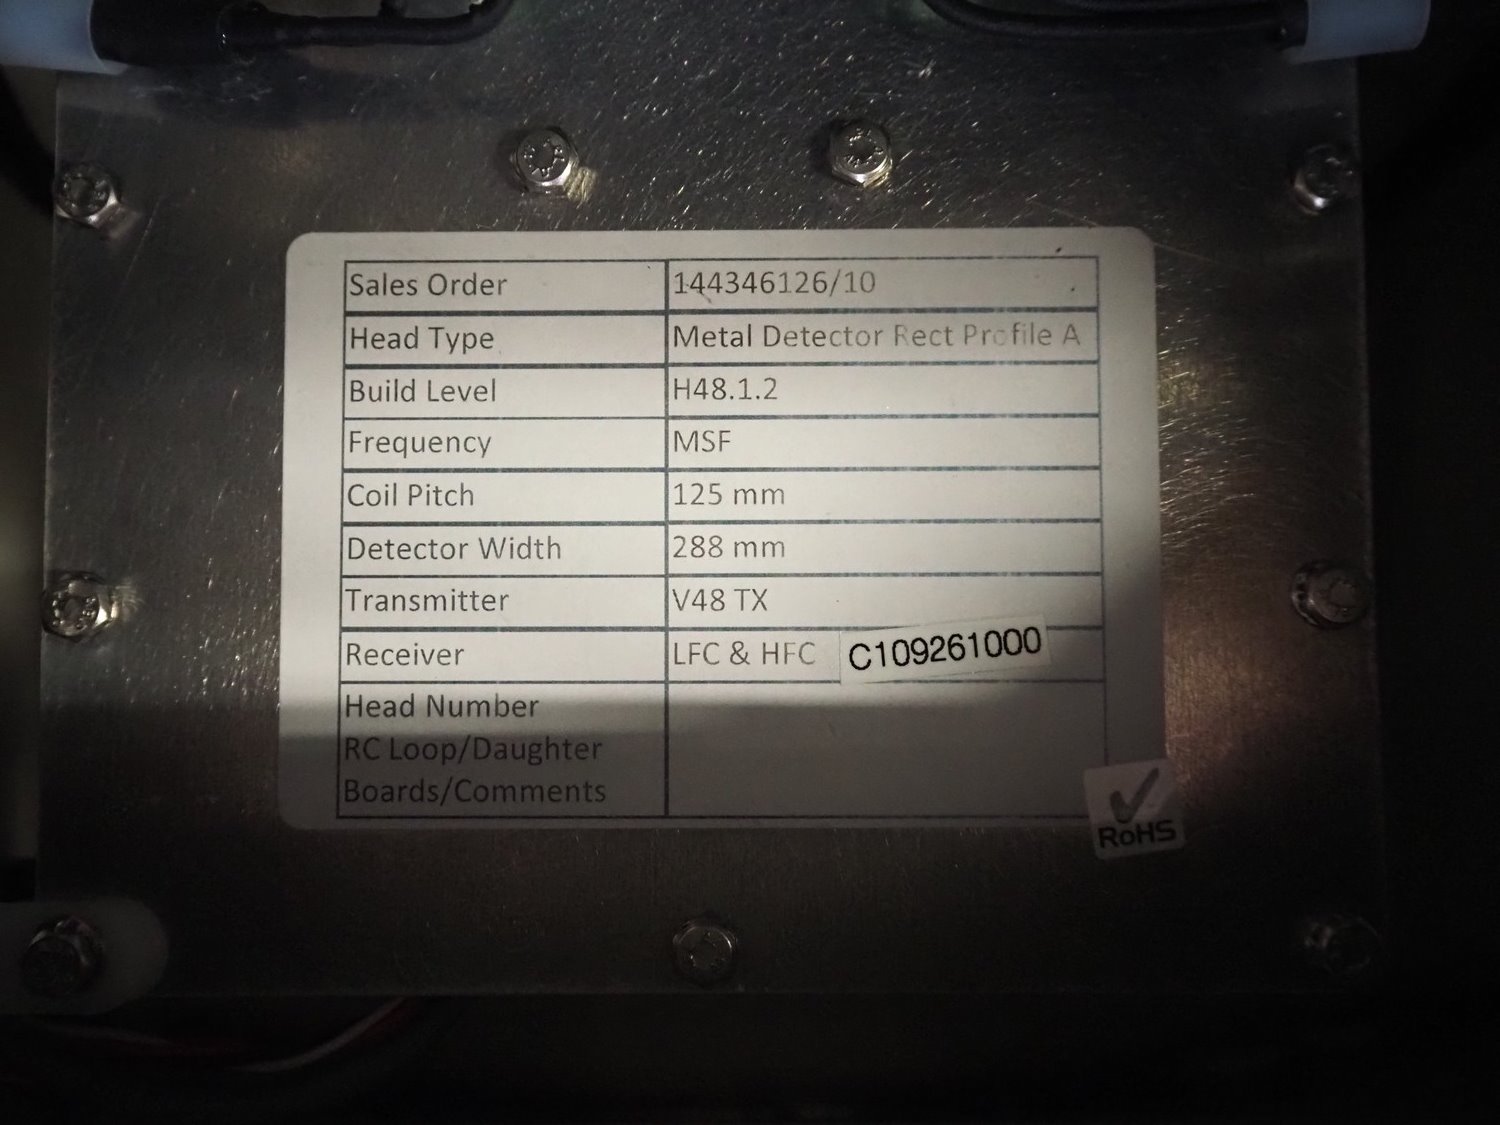 Sales Order 144346126/10
Head Type Metal Detector Rect Profile A
Build Level H48.1.2
Frequency MSF
Coil Pitch 125 mm
Detector Width 288 mm
Transmitter V48 TX
Receiver LFC & HFC C109261000
Head Number
RC Loop/Daughter
Boards/Comments
RoHS